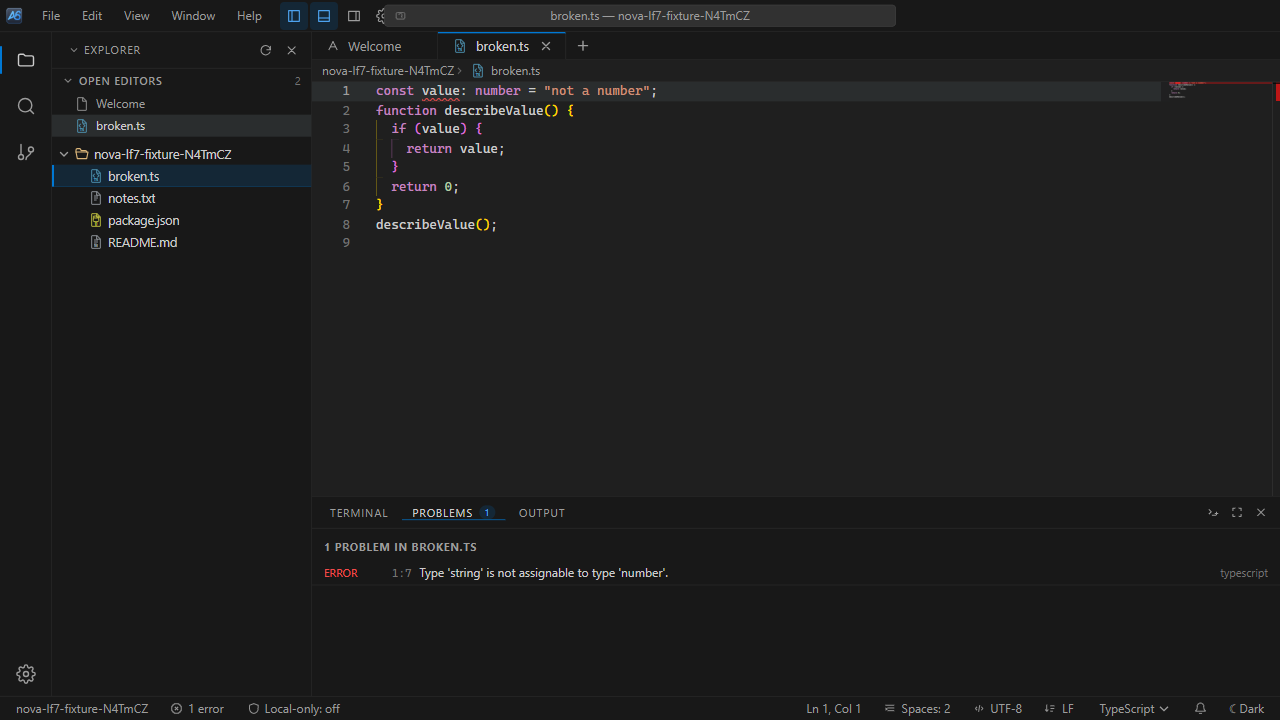 File Edit View Window Help broken.ts — nova-lf7-fixture-N4TmCZ
EXPLORER
OPEN EDITORS 2
Welcome
broken.ts
nova-lf7-fixture-N4TmCZ
broken.ts
notes.txt
package.json
README.md
Welcome broken.ts
nova-lf7-fixture-N4TmCZ › broken.ts
1 const value: number = "not a number";
2 function describeValue() {
3 if (value) {
4 return value;
5 }
6 return 0;
7 }
8 describeValue();
9
TERMINAL PROBLEMS 1 OUTPUT
1 PROBLEM IN BROKEN.TS
ERROR 1:7 Type 'string' is not assignable to type 'number'. typescript
nova-lf7-fixture-N4TmCZ 1 error Local-only: off Ln 1, Col 1 Spaces: 2 UTF-8 LF TypeScript Dark